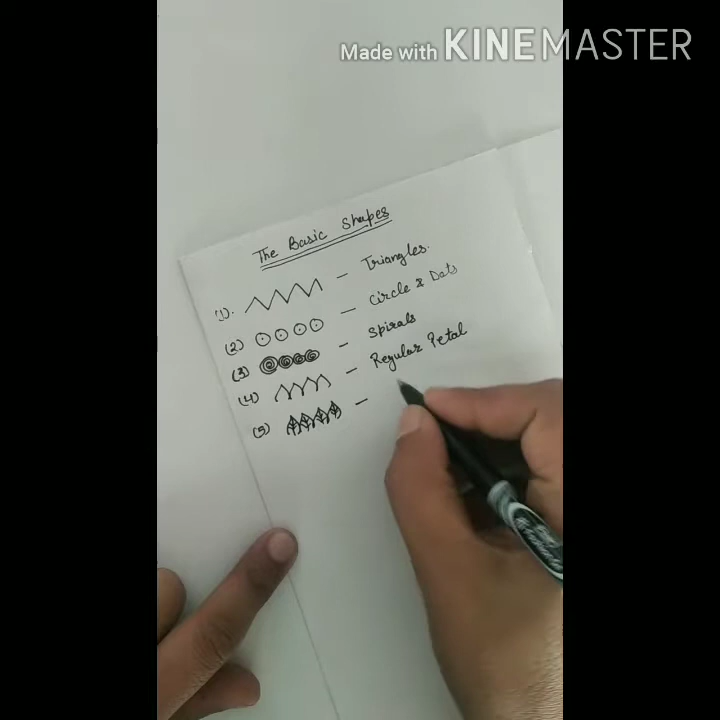 Made with KINEMASTER
The Basic Shapes
(1). — Triangles.
(2) — Circle & Dots
(3) — Spirals
(4) — Regular Petal
(5) —